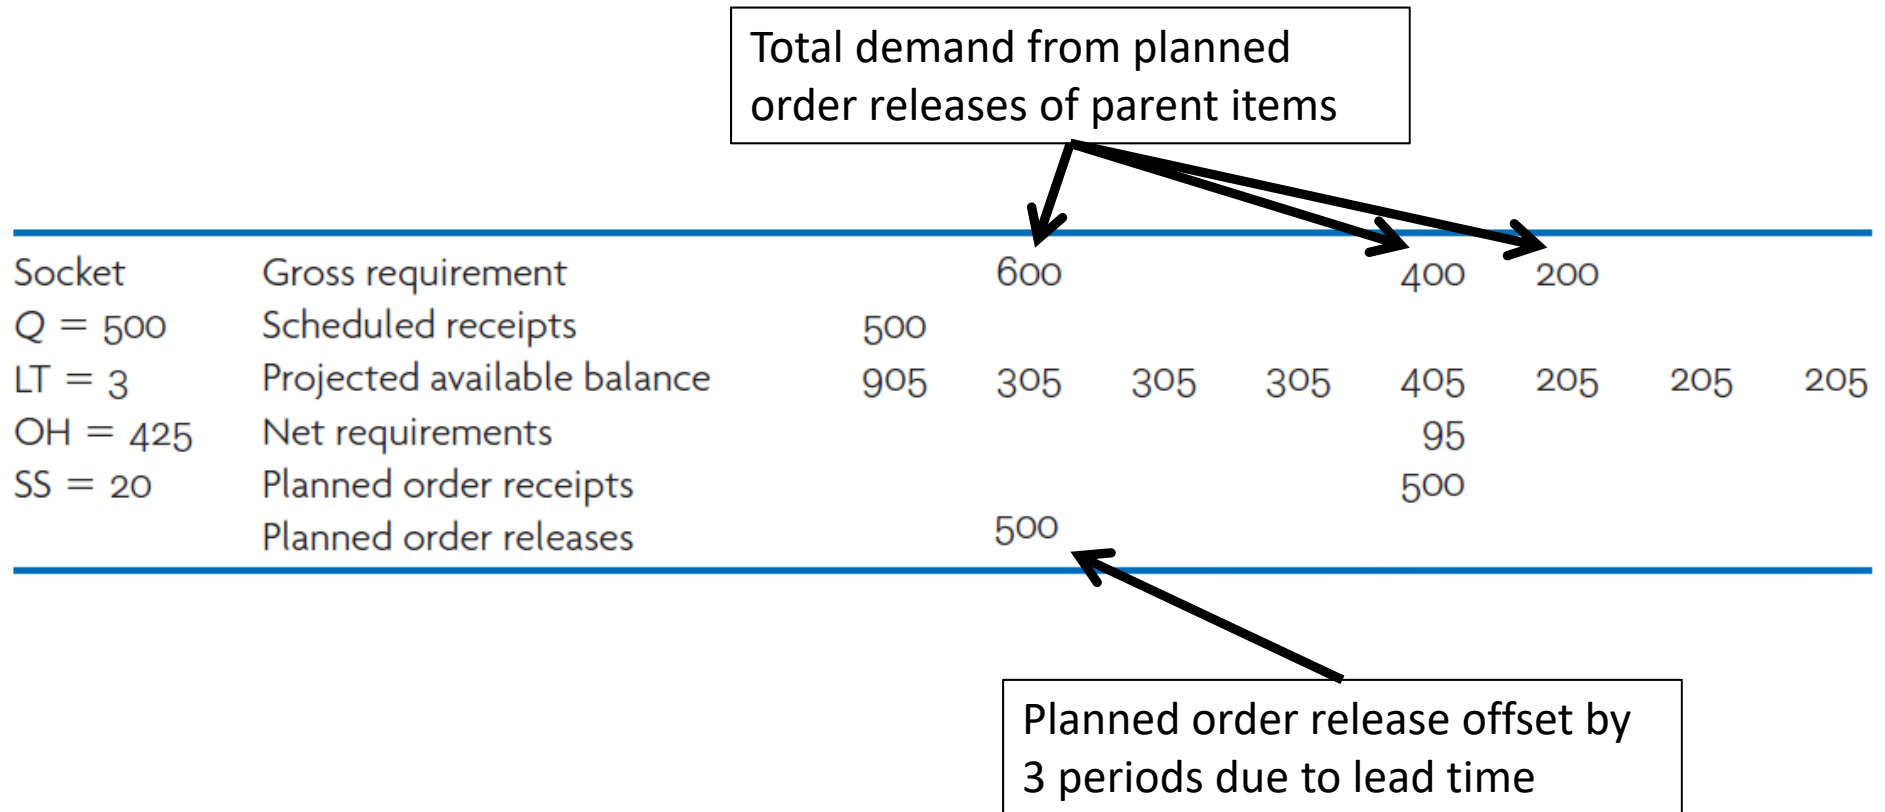 Total demand from planned
order releases of parent items
Socket Gross requirement 600 400 200
Q = 500 Scheduled receipts 500
LT = 3 Projected available balance 905 305 305 305 405 205 205 205
OH = 425 Net requirements 95
SS = 20 Planned order receipts 500
Planned order releases 500
Planned order release offset by
3 periods due to lead time